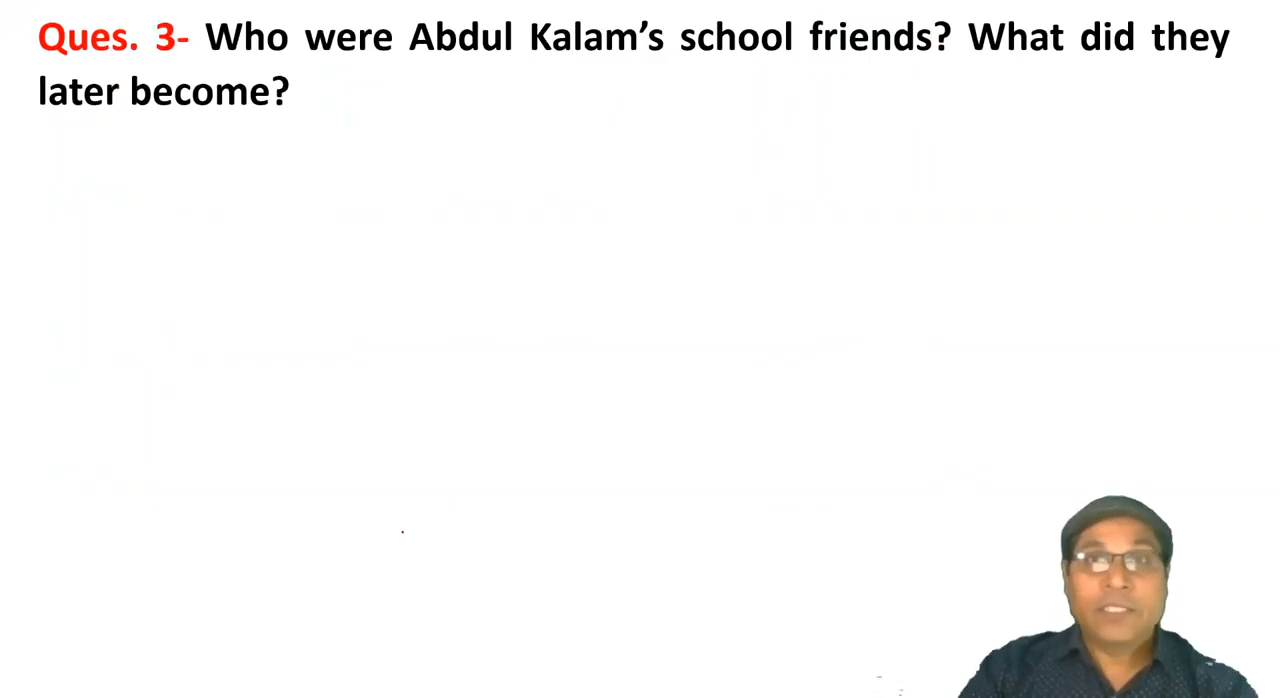 Ques. 3- Who were Abdul Kalam’s school friends? What did they
later become?